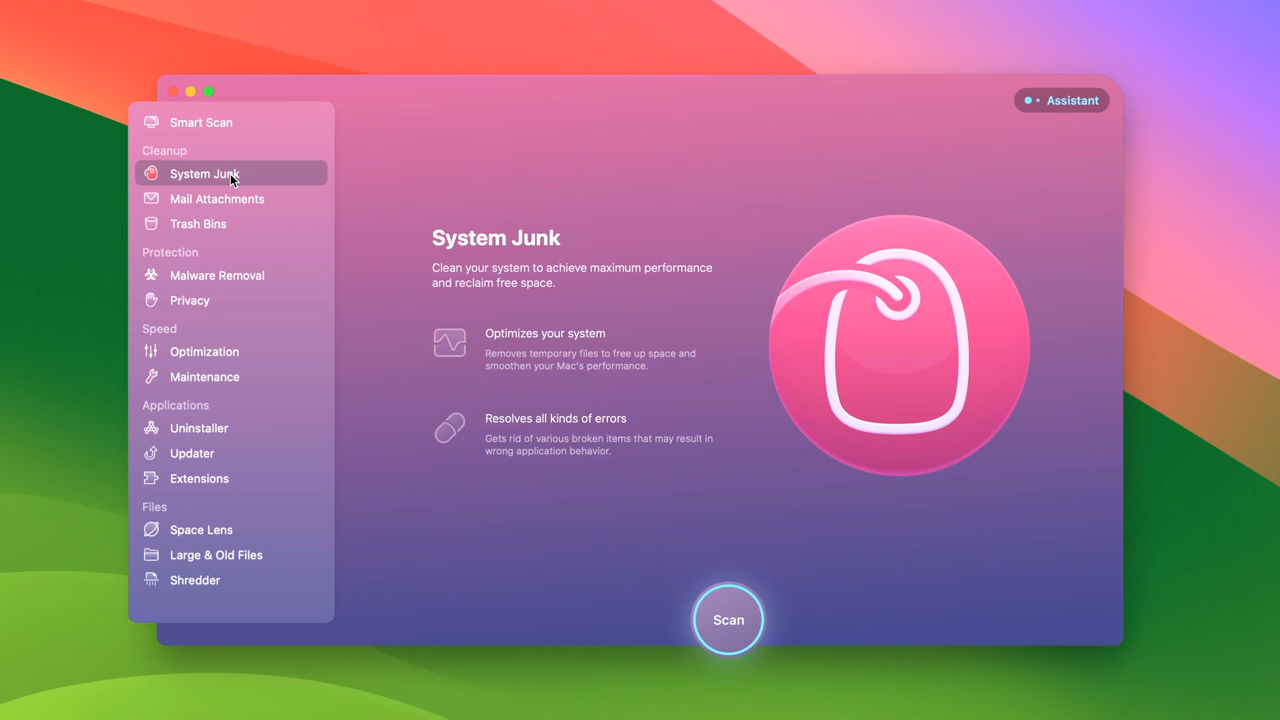 Assistant
Smart Scan
Cleanup
System Junk
Mail Attachments
Trash Bins
Protection
Malware Removal
Privacy
Speed
Optimization
Maintenance
Applications
Uninstaller
Updater
Extensions
Files
Space Lens
Large & Old Files
Shredder
System Junk
Clean your system to achieve maximum performance
and reclaim free space.
Optimizes your system
Removes temporary files to free up space and
smoothen your Mac's performance.
Resolves all kinds of errors
Gets rid of various broken items that may result in
wrong application behavior.
Scan